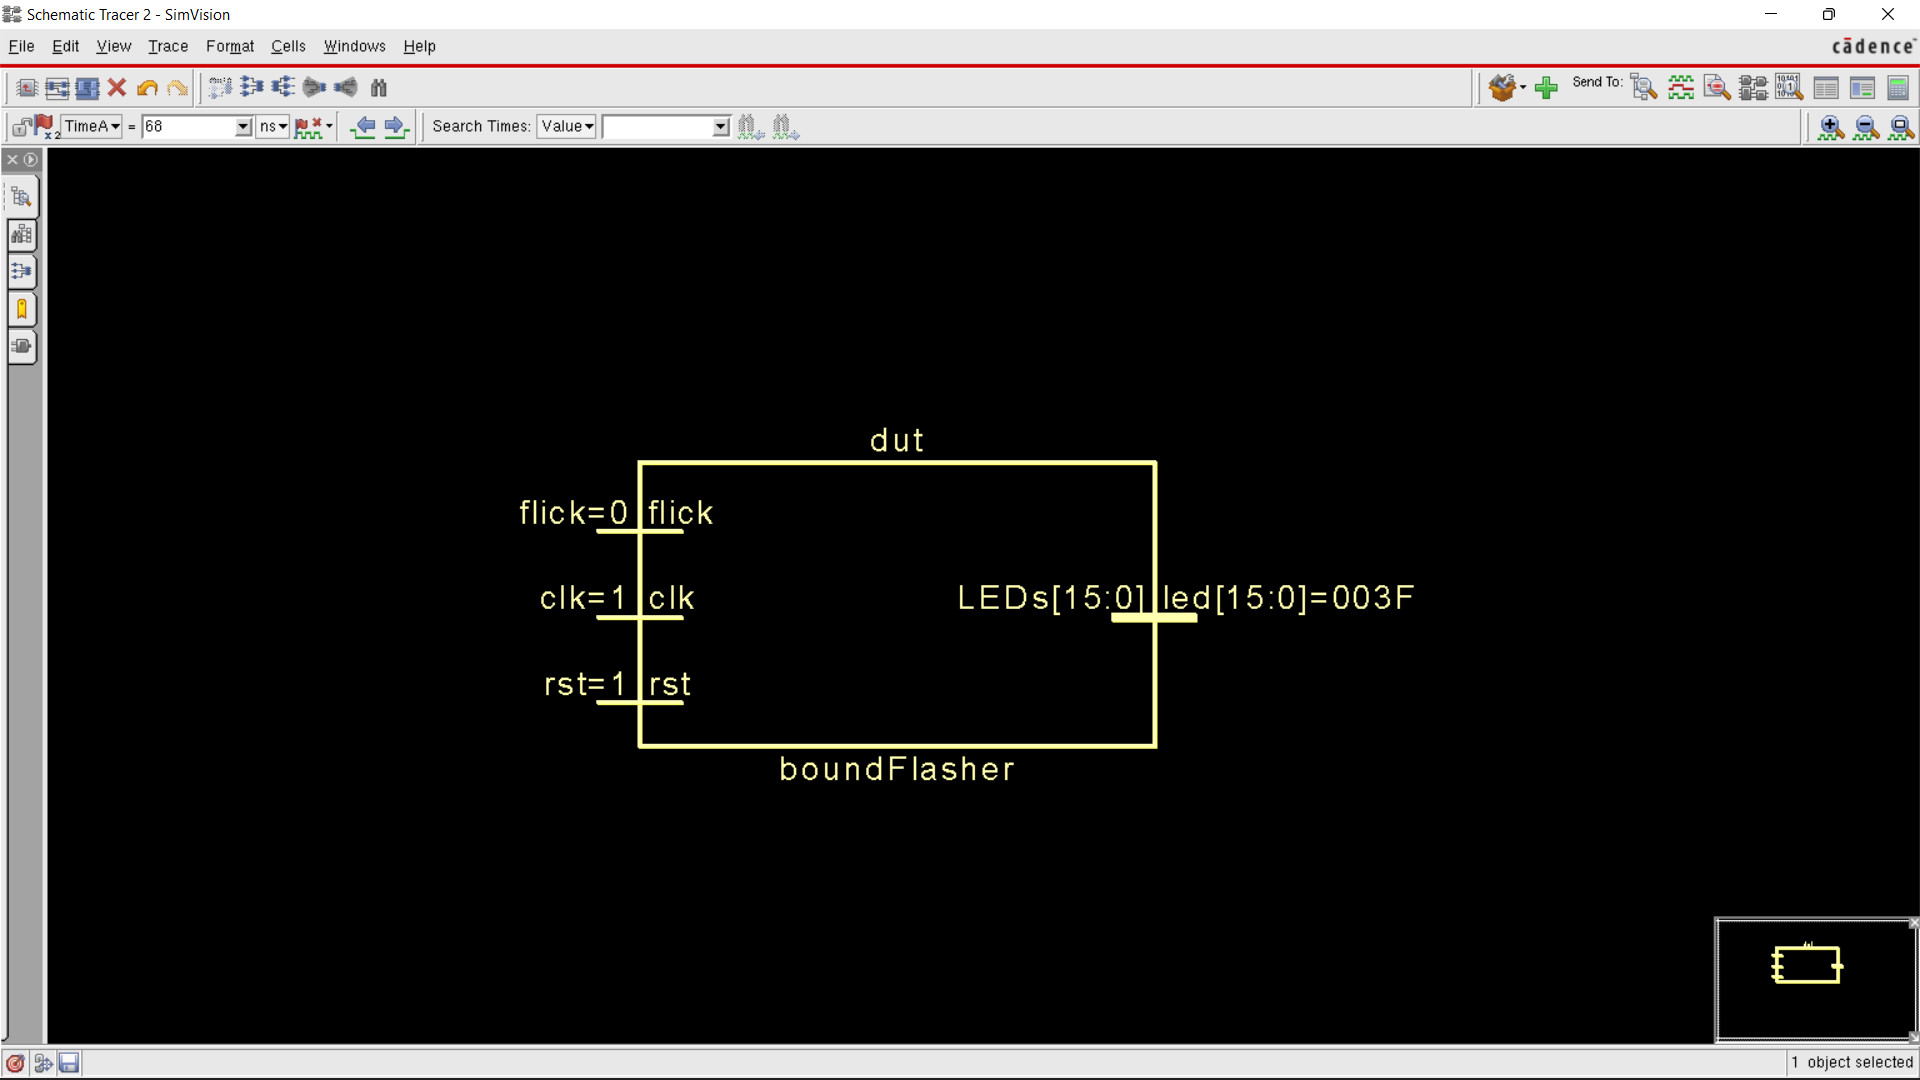 Schematic Tracer 2 - SimVision
File Edit View Trace Format Cells Windows Help
cādence
Send To:
TimeA = 68 ns Search Times: Value
dut
flick=0 flick
clk=1 clk LEDs[15:0] led[15:0]=003F
rst=1 rst
boundFlasher
1 object selected